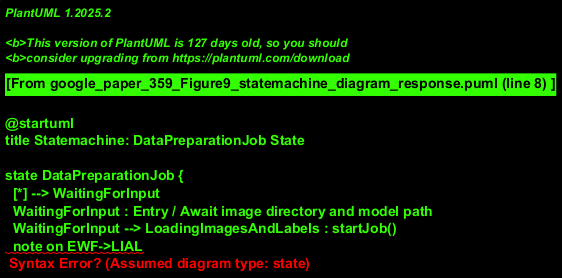 PlantUML 1.2025.2
<b>This version of PlantUML is 127 days old, so you should
<b>consider upgrading from https://plantuml.com/download
[From google_paper_359_Figure9_statemachine_diagram_response.puml (line 8) ]
@startuml
title Statemachine: DataPreparationJob State
state DataPreparationJob {
[*] --> WaitingForInput
WaitingForInput : Entry / Await image directory and model path
WaitingForInput --> LoadingImagesAndLabels : startJob()
note on EWF->LIAL
Syntax Error? (Assumed diagram type: state)